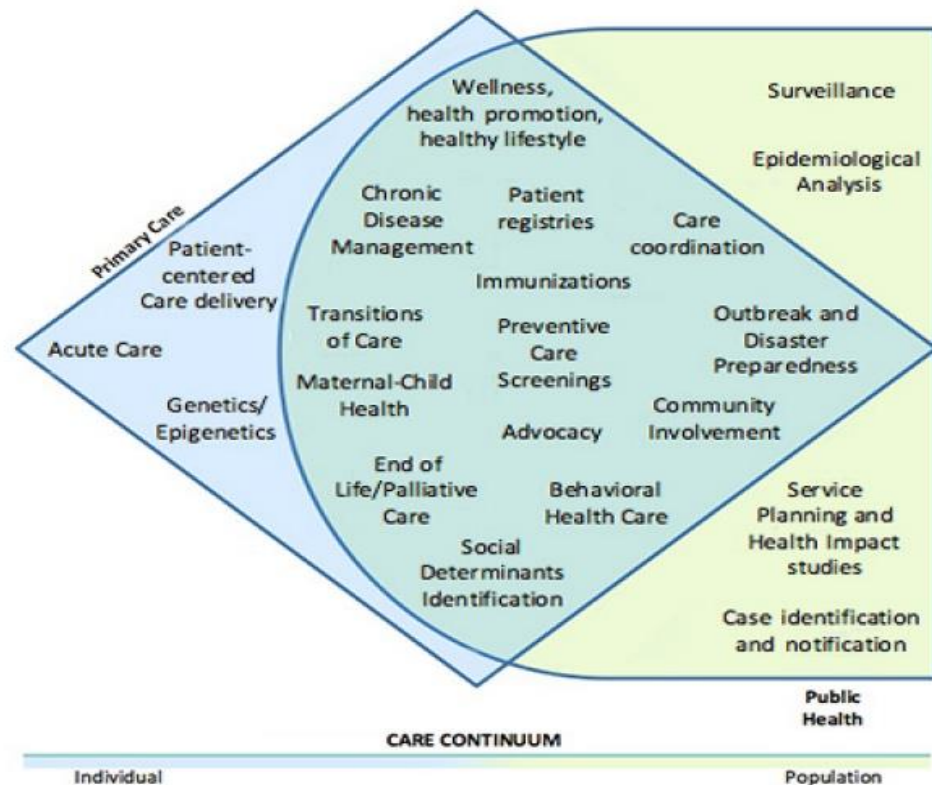 Wellness,
health promotion,
healthy lifestyle
Surveillance
Epidemiological
Analysis
Chronic
Disease
Management
Patient
registries
Care
coordination
Primary Care
Patient-
centered
Care delivery
Immunizations
Acute Care
Transitions
of Care
Preventive
Care
Screenings
Outbreak and
Disaster
Preparedness
Maternal-Child
Health
Genetics/
Epigenetics
Advocacy
Community
Involvement
End of
Life/Palliative
Care
Behavioral
Health Care
Service
Planning and
Health Impact
studies
Social
Determinants
Identification
Case identification
and notification
Public
Health
CARE CONTINUUM
Individual
Population